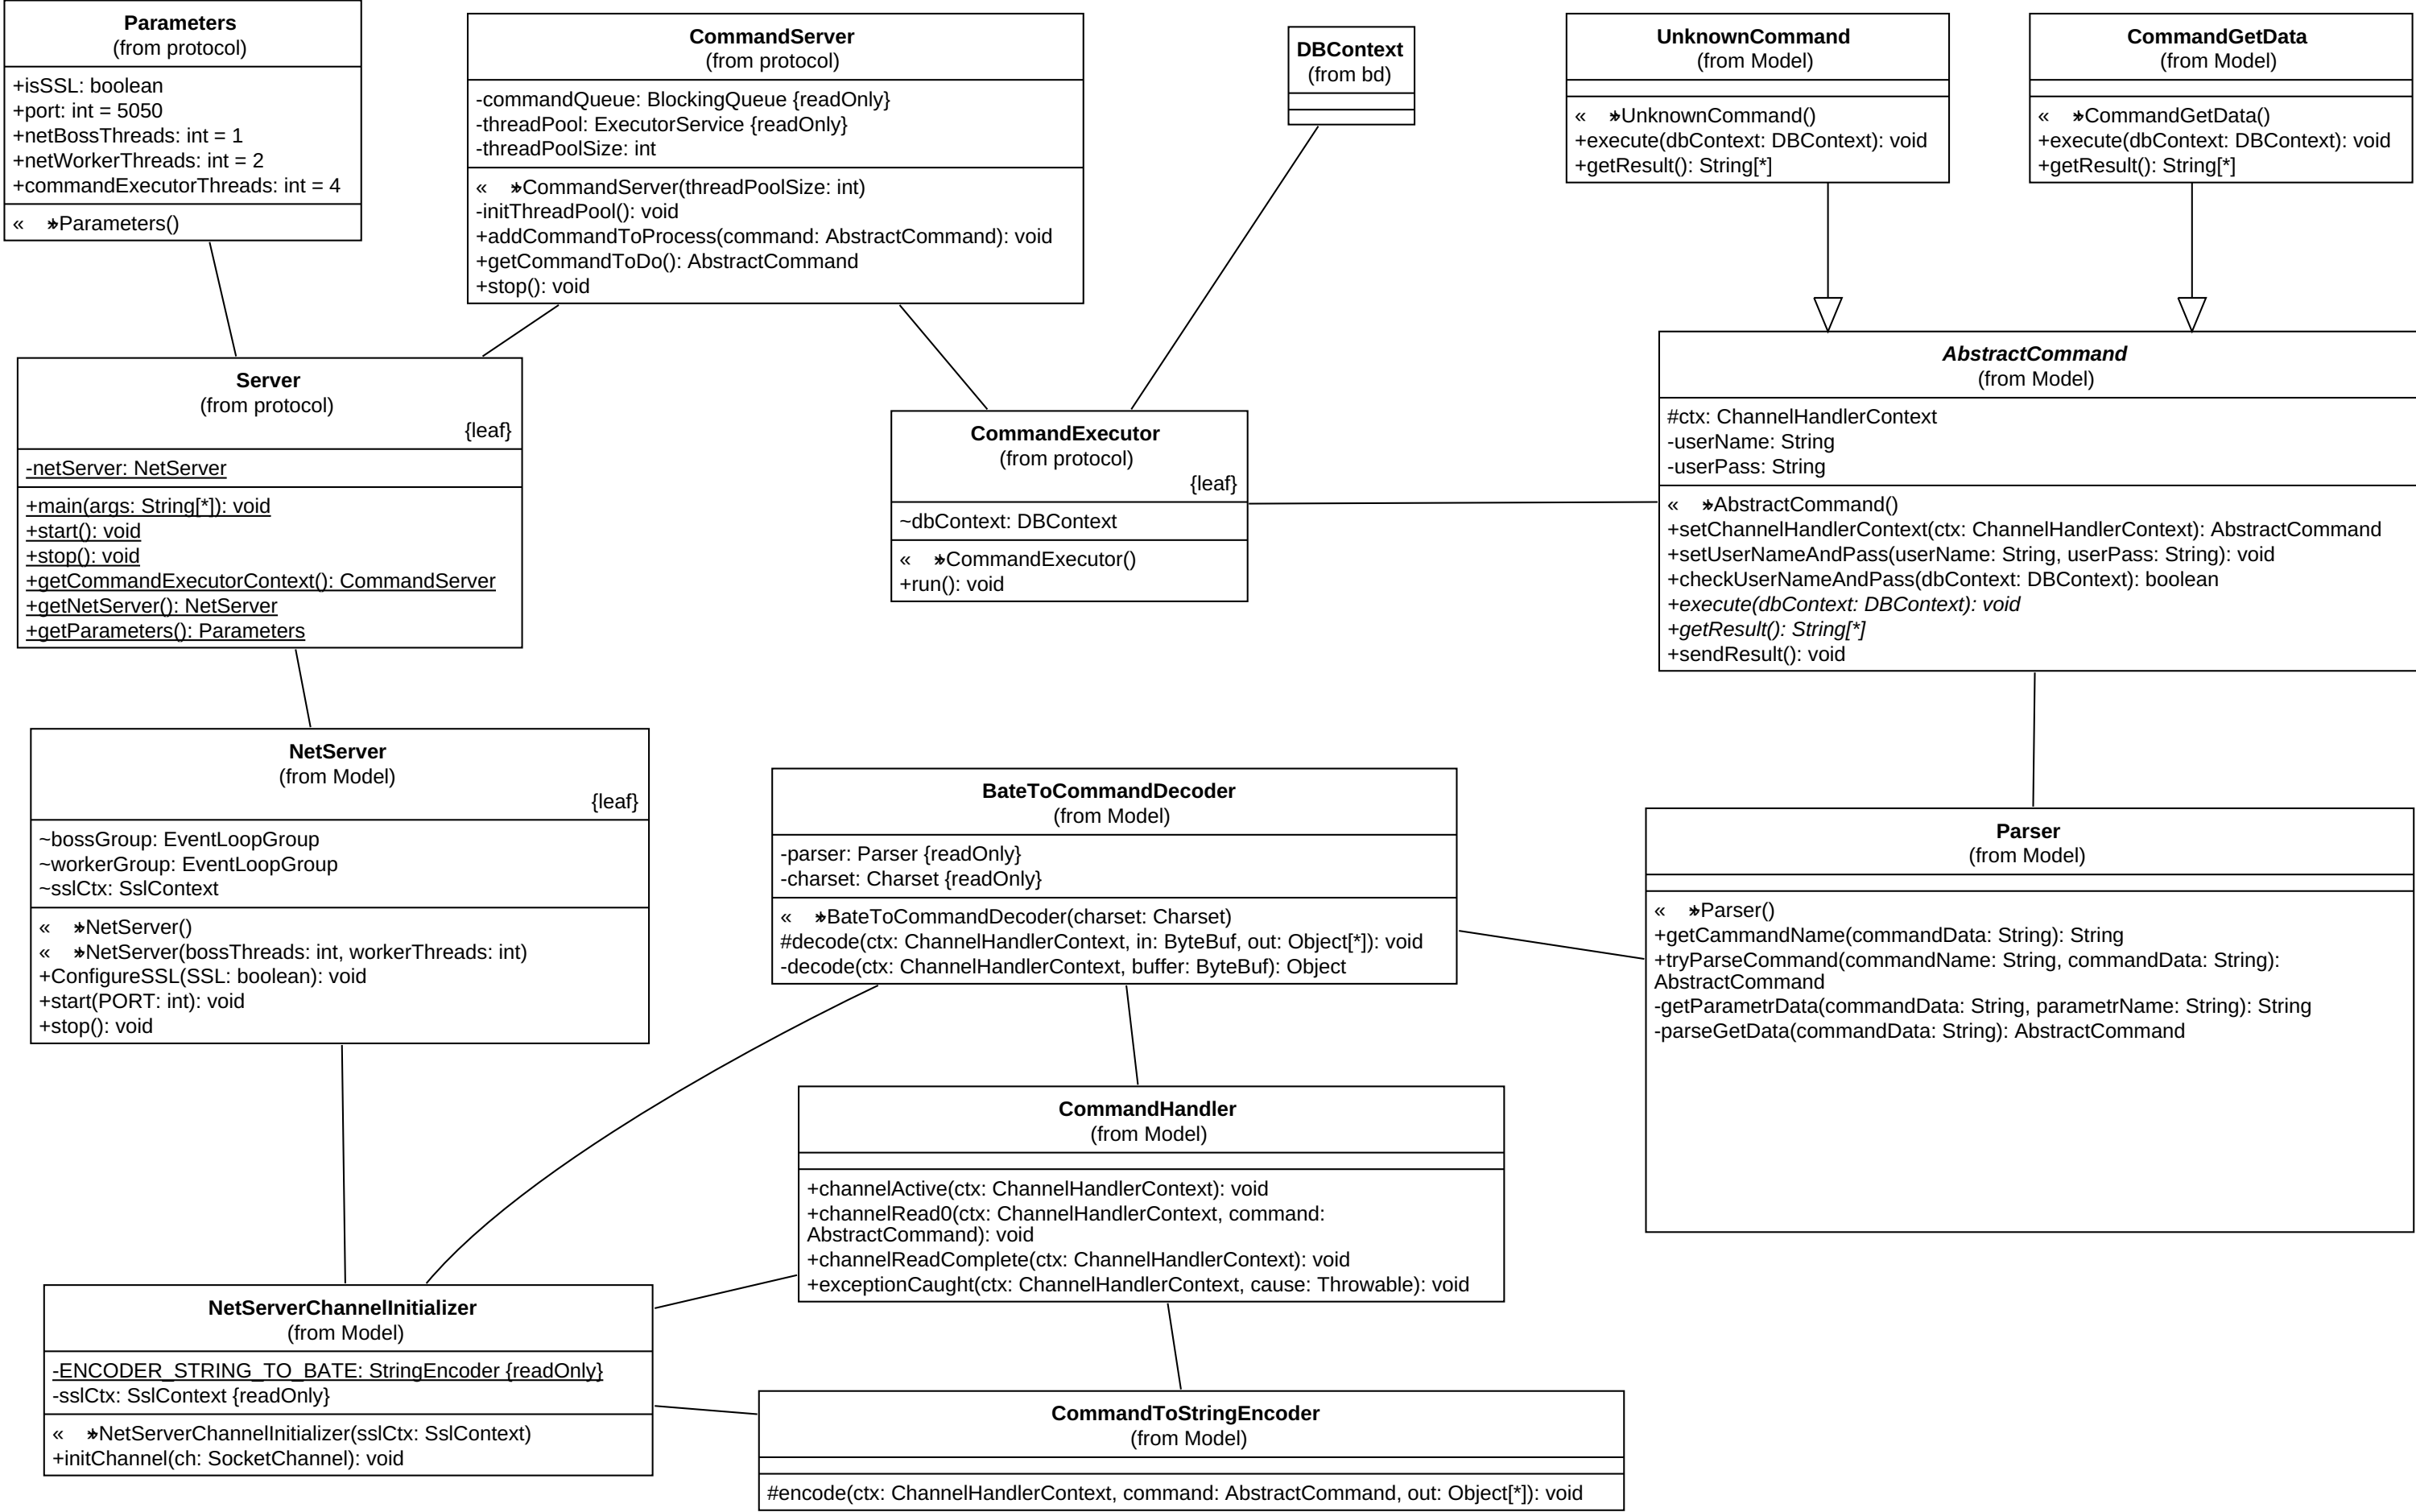 Parameters
(from protocol)
+isSSL: boolean
+port: int = 5050
+netBossThreads: int = 1
+netWorkerThreads: int = 2
+commandExecutorThreads: int = 4
« »Parameters()
CommandServer
(from protocol)
-commandQueue: BlockingQueue {readOnly}
-threadPool: ExecutorService {readOnly}
-threadPoolSize: int
« »CommandServer(threadPoolSize: int)
-initThreadPool(): void
+addCommandToProcess(command: AbstractCommand): void
+getCommandToDo(): AbstractCommand
+stop(): void
DBContext
(from bd)
UnknownCommand
(from Model)
« »UnknownCommand()
+execute(dbContext: DBContext): void
+getResult(): String[*]
CommandGetData
(from Model)
« »CommandGetData()
+execute(dbContext: DBContext): void
+getResult(): String[*]
Server
(from protocol)
{leaf}
-netServer: NetServer
+main(args: String[*]): void
+start(): void
+stop(): void
+getCommandExecutorContext(): CommandServer
+getNetServer(): NetServer
+getParameters(): Parameters
CommandExecutor
(from protocol)
{leaf}
~dbContext: DBContext
« »CommandExecutor()
+run(): void
AbstractCommand
(from Model)
#ctx: ChannelHandlerContext
-userName: String
-userPass: String
« »AbstractCommand()
+setChannelHandlerContext(ctx: ChannelHandlerContext): AbstractCommand
+setUserNameAndPass(userName: String, userPass: String): void
+checkUserNameAndPass(dbContext: DBContext): boolean
+execute(dbContext: DBContext): void
+getResult(): String[*]
+sendResult(): void
NetServer
(from Model)
{leaf}
~bossGroup: EventLoopGroup
~workerGroup: EventLoopGroup
~sslCtx: SslContext
« »NetServer()
« »NetServer(bossThreads: int, workerThreads: int)
+ConfigureSSL(SSL: boolean): void
+start(PORT: int): void
+stop(): void
BateToCommandDecoder
(from Model)
-parser: Parser {readOnly}
-charset: Charset {readOnly}
« »BateToCommandDecoder(charset: Charset)
#decode(ctx: ChannelHandlerContext, in: ByteBuf, out: Object[*]): void
-decode(ctx: ChannelHandlerContext, buffer: ByteBuf): Object
Parser
(from Model)
« »Parser()
+getCammandName(commandData: String): String
+tryParseCommand(commandName: String, commandData: String):
AbstractCommand
-getParametrData(commandData: String, parametrName: String): String
-parseGetData(commandData: String): AbstractCommand
CommandHandler
(from Model)
+channelActive(ctx: ChannelHandlerContext): void
+channelRead0(ctx: ChannelHandlerContext, command:
AbstractCommand): void
+channelReadComplete(ctx: ChannelHandlerContext): void
+exceptionCaught(ctx: ChannelHandlerContext, cause: Throwable): void
NetServerChannelInitializer
(from Model)
-ENCODER_STRING_TO_BATE: StringEncoder {readOnly}
-sslCtx: SslContext {readOnly}
« »NetServerChannelInitializer(sslCtx: SslContext)
+initChannel(ch: SocketChannel): void
CommandToStringEncoder
(from Model)
#encode(ctx: ChannelHandlerContext, command: AbstractCommand, out: Object[*]): void